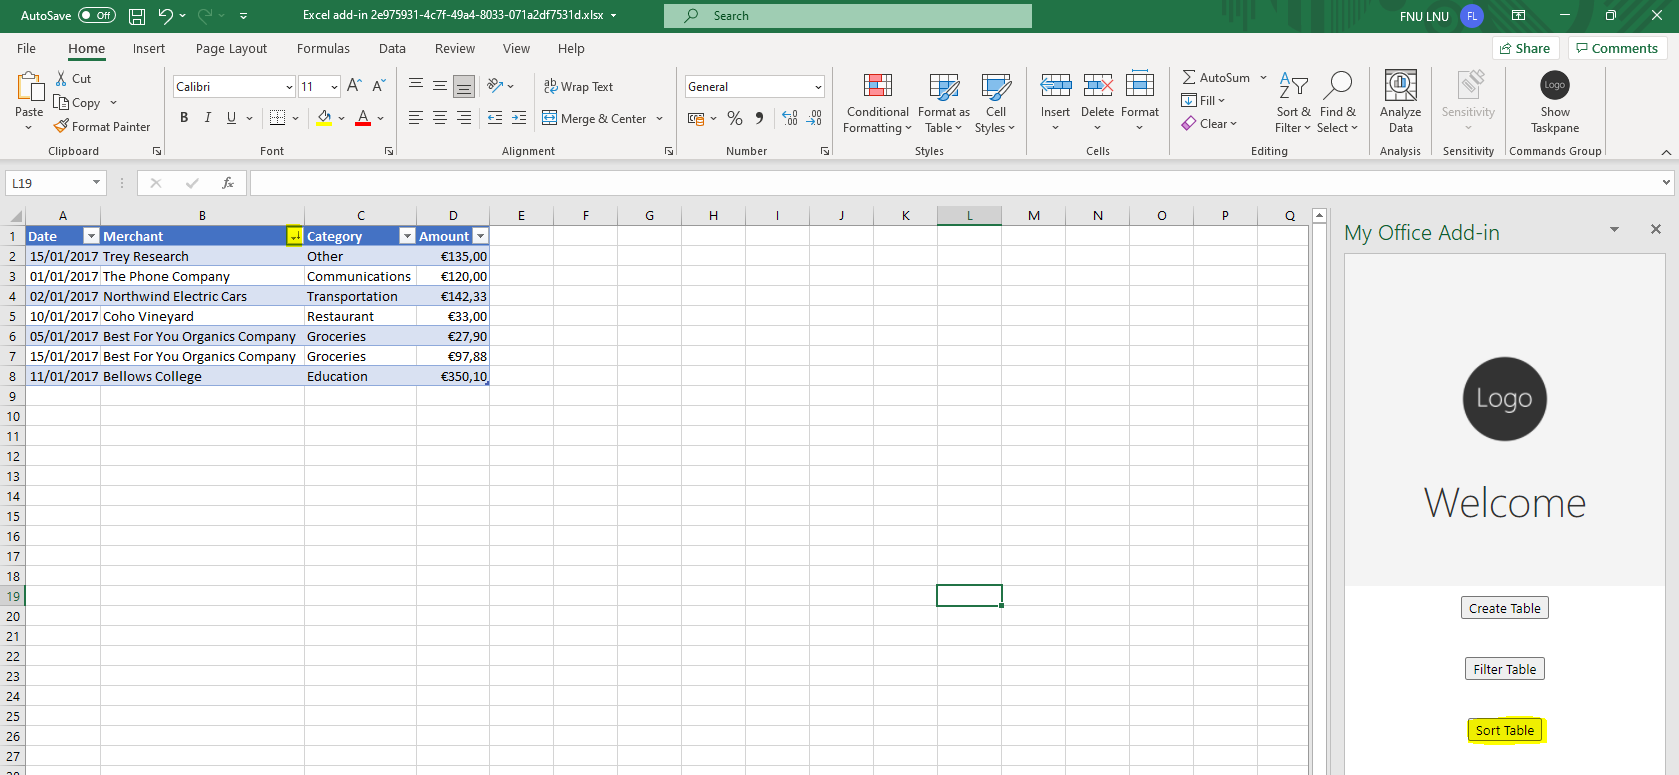 AutoSave Off Excel add-in 2e975931-4c7f-49a4-8033-071a2df7531d.xlsx Search FNU LNU FL
File Home Insert Page Layout Formulas Data Review View Help Share Comments
Paste Cut Copy Format Painter
Clipboard
Calibri 11
B I U A
Font
ab Wrap Text
Merge & Center
Alignment
General
% 9
Number
Conditional Formatting Format as Table Cell Styles
Styles
Insert Delete Format
Cells
AutoSum
Fill
Clear
Sort & Filter Find & Select
Editing
Analyze Data
Analysis
Sensitivity
Sensitivity
Logo
Show Taskpane
Commands Group
L19 fx
A B C D E F G H I J K L M N O P Q
1 Date Merchant Category Amount
2 15/01/2017 Trey Research Other €135,00
3 01/01/2017 The Phone Company Communications €120,00
4 02/01/2017 Northwind Electric Cars Transportation €142,33
5 10/01/2017 Coho Vineyard Restaurant €33,00
6 05/01/2017 Best For You Organics Company Groceries €27,90
7 15/01/2017 Best For You Organics Company Groceries €97,88
8 11/01/2017 Bellows College Education €350,10
9
10
11
12
13
14
15
16
17
18
19
20
21
22
23
24
25
26
27
My Office Add-in
Logo
Welcome
Create Table
Filter Table
Sort Table